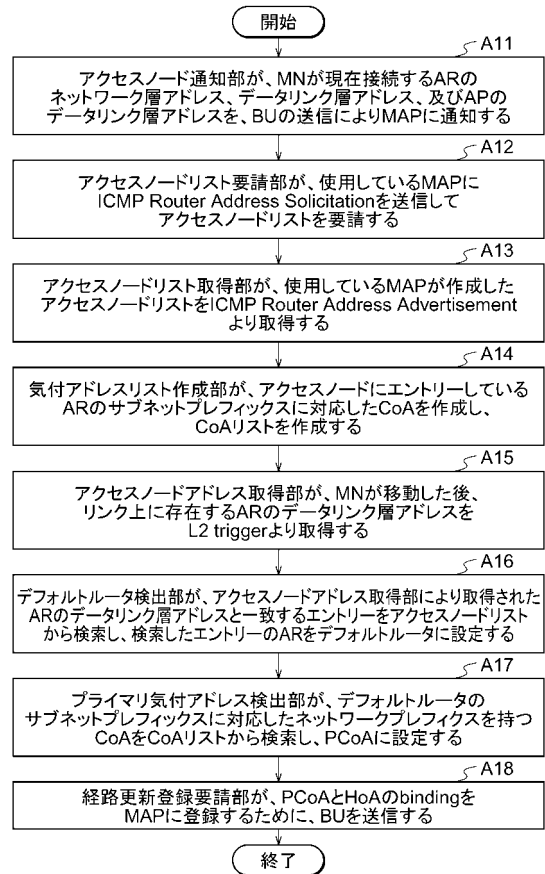 開始
A11
アクセスノード通知部が、MNが現在接続するARの
ネットワーク層アドレス、データリンク層アドレス、及びAPの
データリンク層アドレスを、BUの送信によりMAPに通知する
A12
アクセスノードリスト要請部が、使用しているMAPに
ICMP Router Address Solicitationを送信して
アクセスノードリストを要請する
A13
アクセスノードリスト取得部が、使用しているMAPが作成した
アクセスノードリストをICMP Router Address Advertisement
より取得する
A14
気付アドレスリスト作成部が、アクセスノードにエントリーしている
ARのサブネットプレフィックスに対応したCoAを作成し、
CoAリストを作成する
A15
アクセスノードアドレス取得部が、MNが移動した後、
リンク上に存在するARのデータリンク層アドレスを
L2 triggerより取得する
A16
デフォルトルータ検出部が、アクセスノードアドレス取得部により取得された
ARのデータリンク層アドレスと一致するエントリーをアクセスノードリスト
から検索し、検索したエントリーのARをデフォルトルータに設定する
A17
プライマリ気付アドレス検出部が、デフォルトルータの
サブネットプレフィックスに対応したネットワークプレフィクスを持つ
CoAをCoAリストから検索し、PCoAに設定する
A18
経路更新登録要請部が、PCoAとHoAのbindingを
MAPに登録するために、BUを送信する
終了